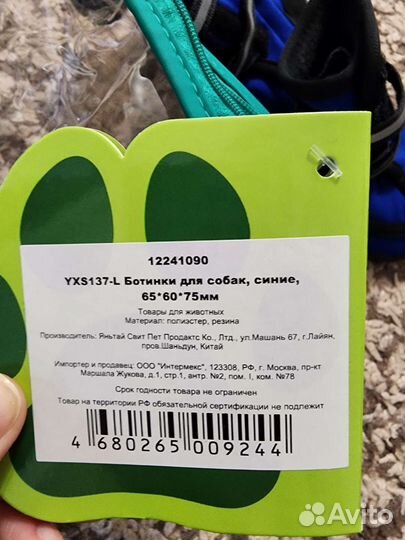 12241090
YXS137-L Ботинки для собак, синие,
65*60*75мм
Товары для животных
Материал: полиэстер, резина
Производитель: Яньтай Свит Пет Продактс Ко., Лтд., ул.Машань 67, г.Лайян,
пров.Шаньдун, Китай
Импортер и продавец: ООО "Интермекс", 123308, РФ, г. Москва, пр-кт
Маршала Жукова, д.1, стр.1, антр. №2, пом. I, ком. №78
Срок годности товара не ограничен
Товар на территории РФ обязательной сертификации не подлежит
4 680265 009244
Avito